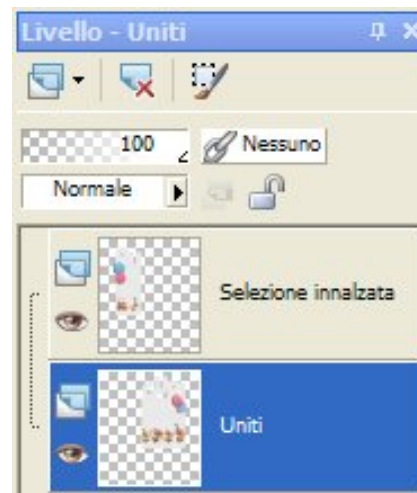 Livello - Uniti
100
Nessuno
Normale
Selezione innalzata
Uniti